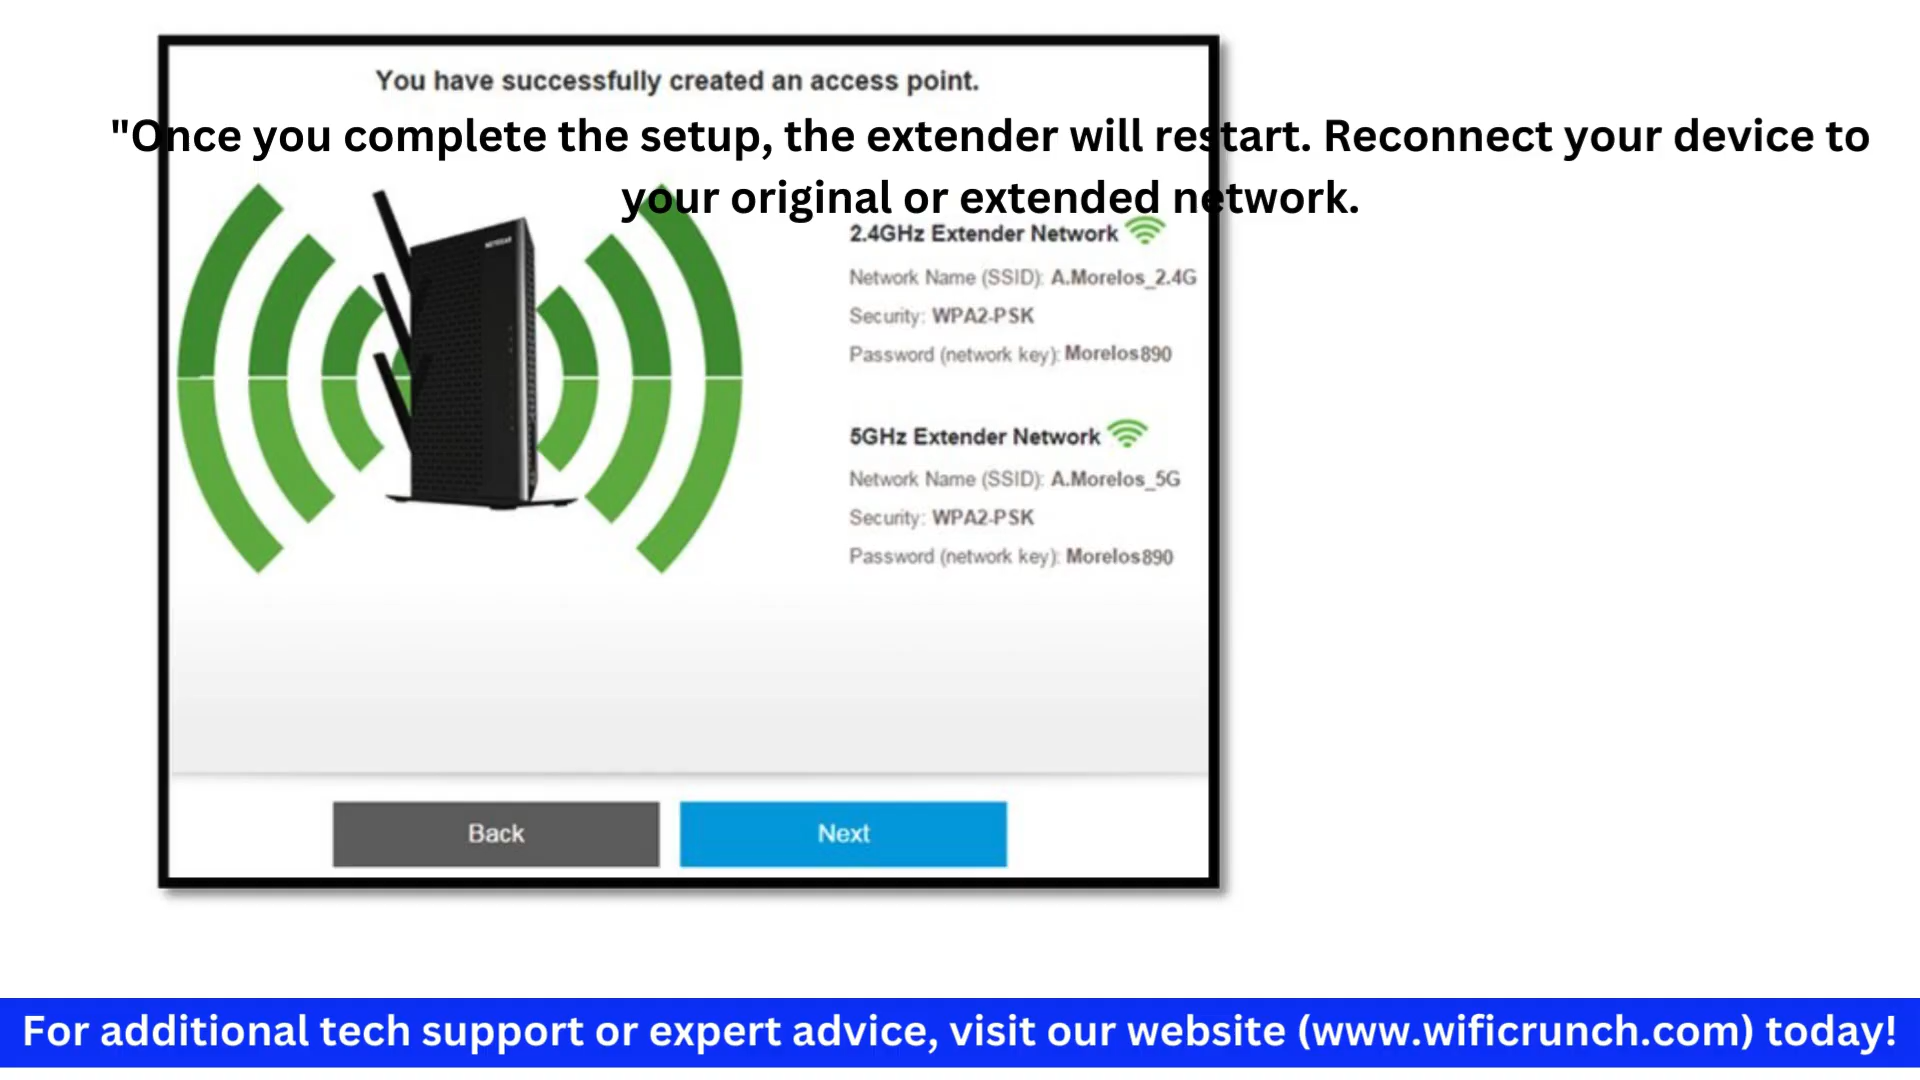 You have successfully created an access point.
"Once you complete the setup, the extender will restart. Reconnect your device to
your original or extended network.
NETGEAR
2.4GHz Extender Network
Network Name (SSID): A.Morelos_2.4G
Security: WPA2-PSK
Password (network key): Morelos890
5GHz Extender Network
Network Name (SSID): A.Morelos_5G
Security: WPA2-PSK
Password (network key): Morelos890
Back
Next
For additional tech support or expert advice, visit our website (www.wificrunch.com) today!